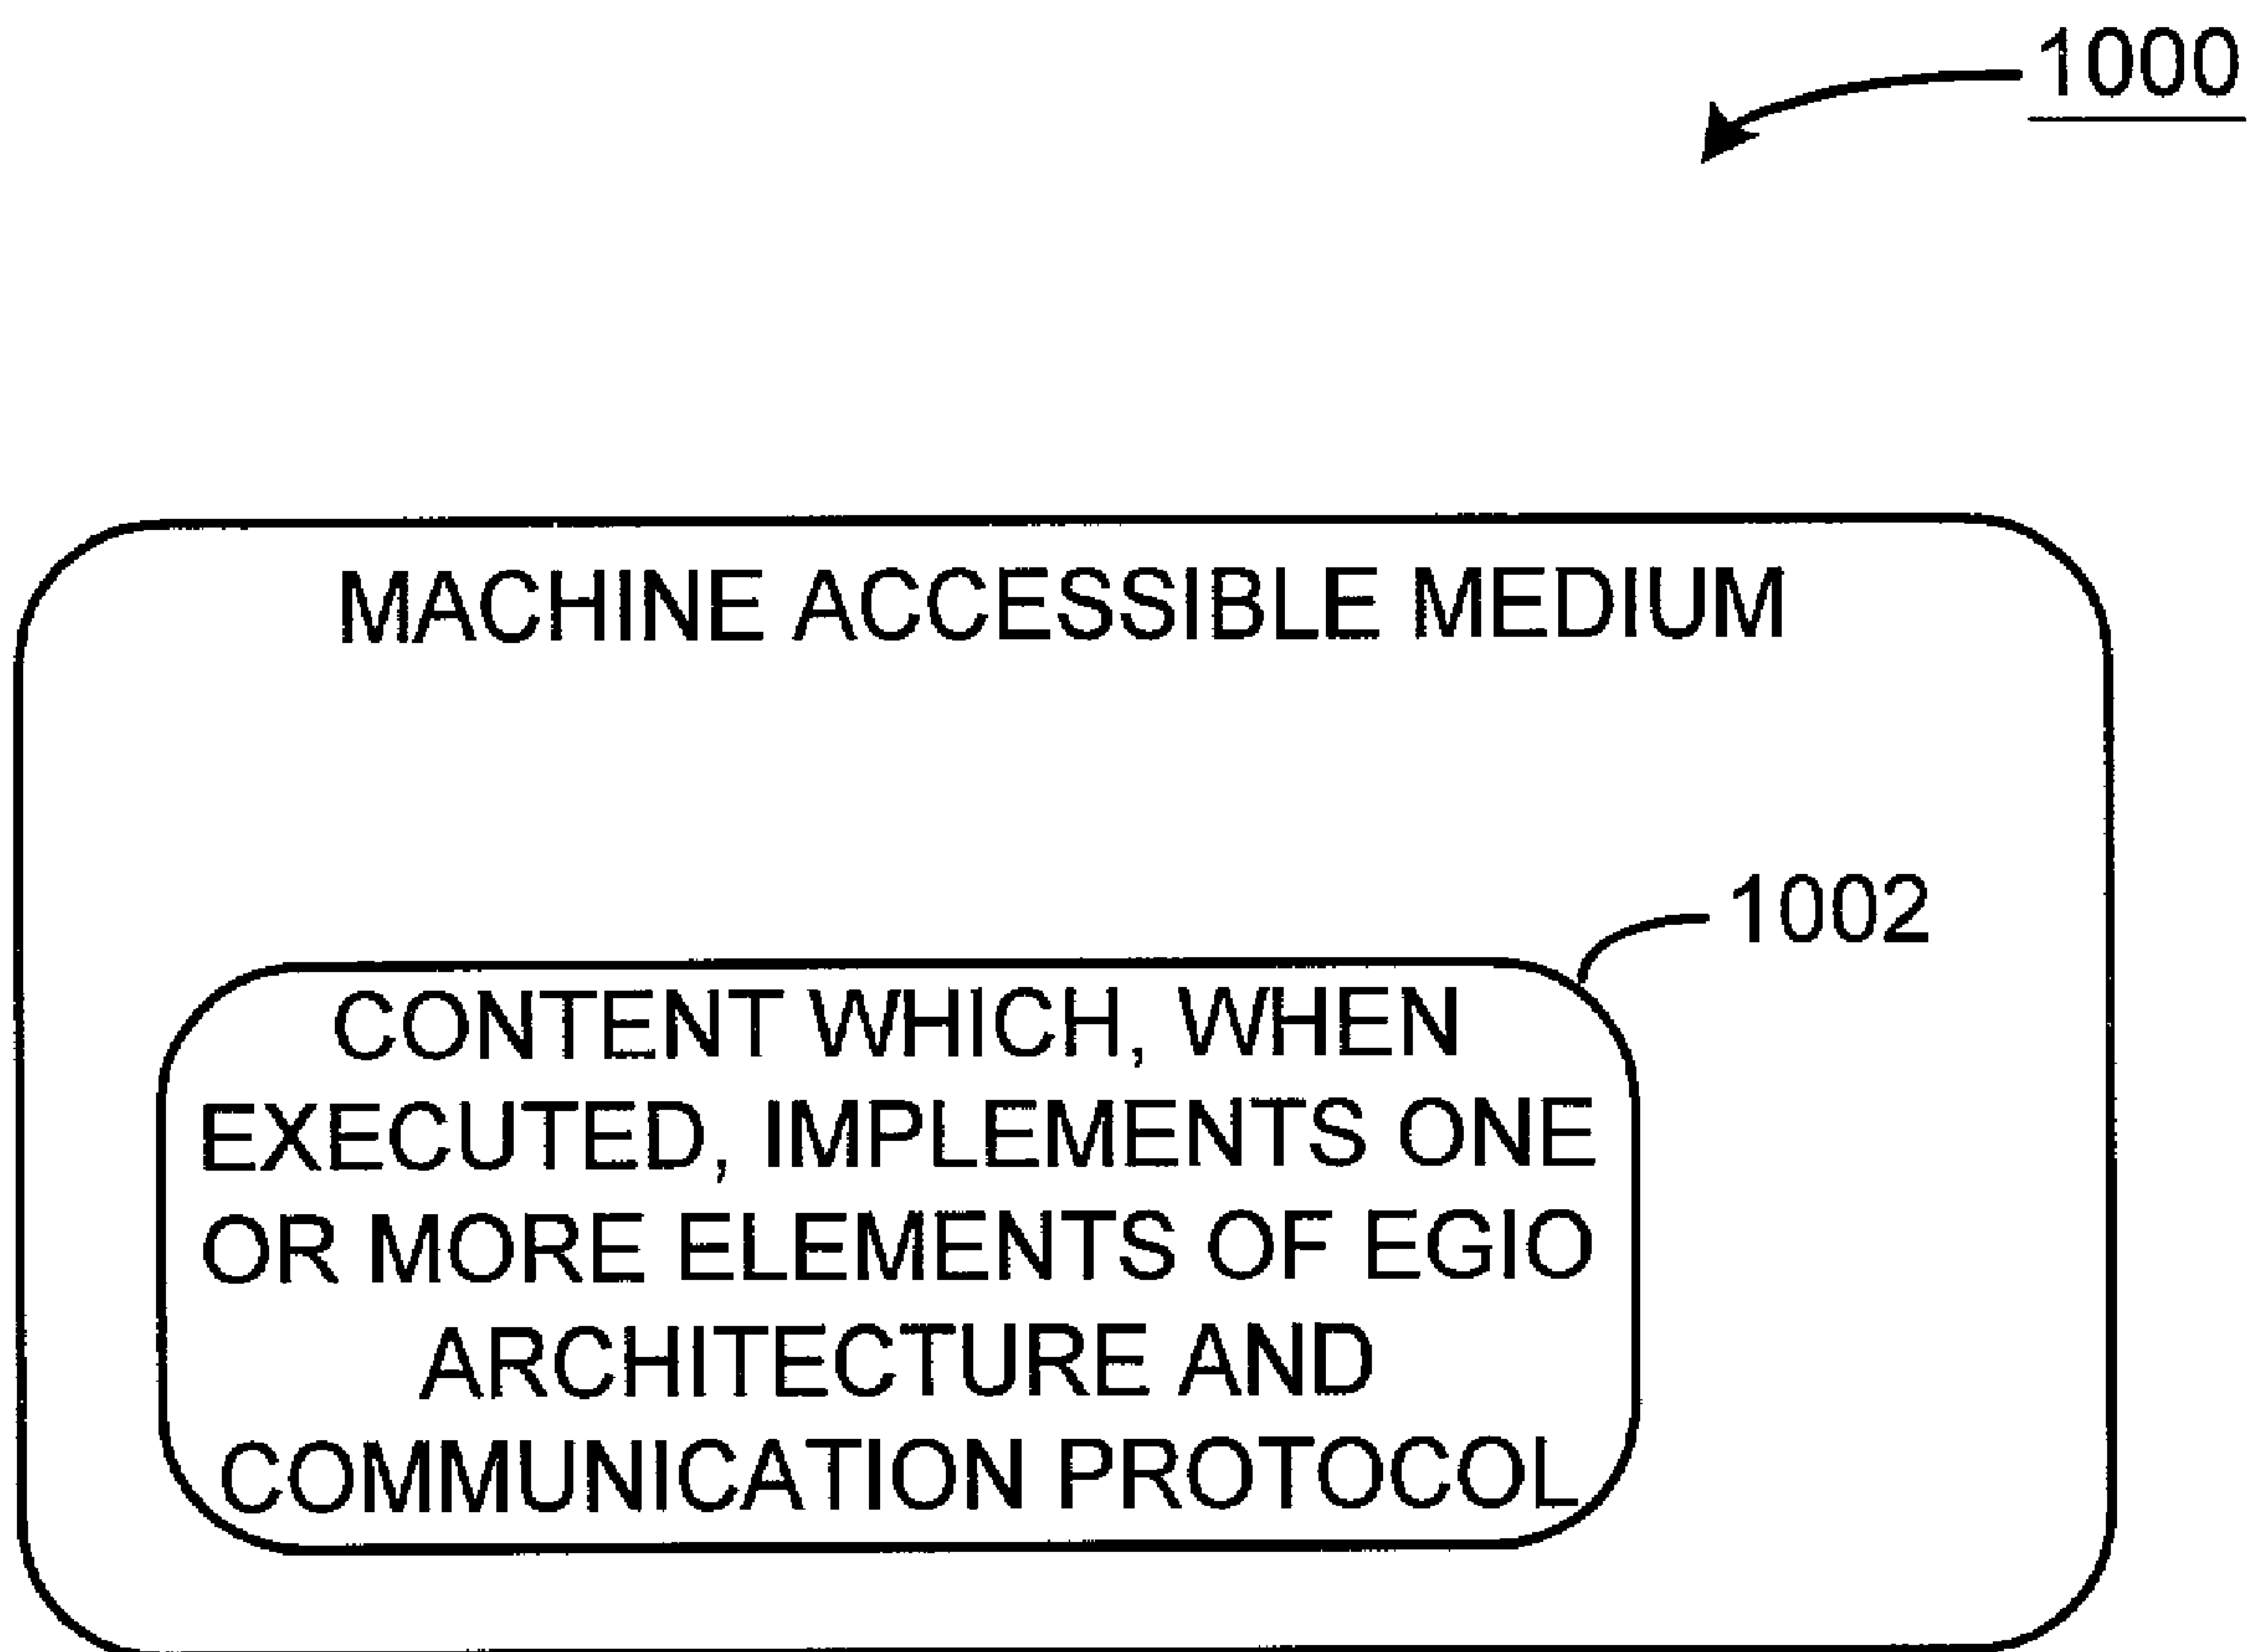 1000
MACHINE ACCESSIBLE MEDIUM
1002
CONTENT WHICH, WHEN
EXECUTED, IMPLEMENTS ONE
OR MORE ELEMENTS OF EGIO
ARCHITECTURE AND
COMMUNICATION PROTOCOL